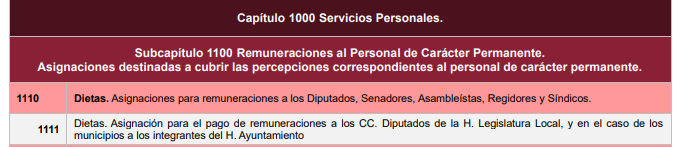 Capítulo 1000 Servicios Personales.
Subcapítulo 1100 Remuneraciones al Personal de Carácter Permanente.
Asignaciones destinadas a cubrir las percepciones correspondientes al personal de carácter permanente.
1110 Dietas. Asignaciones para remuneraciones a los Diputados, Senadores, Asambleístas, Regidores y Síndicos.
1111 Dietas. Asignación para el pago de remuneraciones a los CC. Diputados de la H. Legislatura Local, y en el caso de los
municipios a los integrantes del H. Ayuntamiento